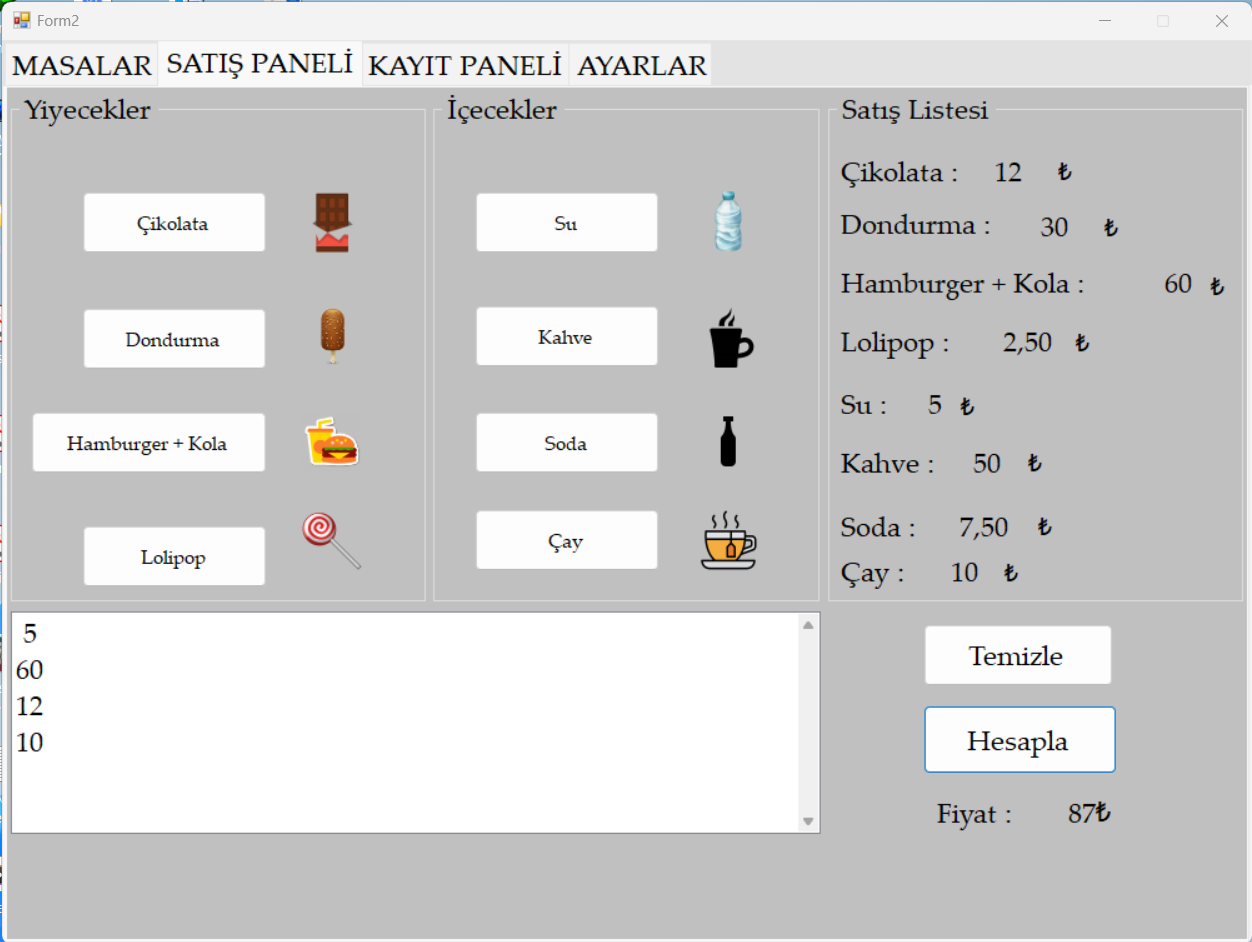 Form2
MASALAR SATIŞ PANELİ KAYIT PANELİ AYARLAR
Yiyecekler
Çikolata
Dondurma
Hamburger + Kola
Lolipop
İçecekler
Su
Kahve
Soda
Çay
Satış Listesi
Çikolata : 12 ₺
Dondurma : 30 ₺
Hamburger + Kola : 60 ₺
Lolipop : 2,50 ₺
Su : 5 ₺
Kahve : 50 ₺
Soda : 7,50 ₺
Çay : 10 ₺
5
60
12
10
Temizle
Hesapla
Fiyat : 87₺